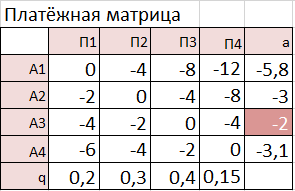 Платёжная матрица
П1 П2 П3 П4 a
A1 0 -4 -8 -12 -5,8
A2 -2 0 -4 -8 -3
A3 -4 -2 0 -4 -2
A4 -6 -4 -2 0 -3,1
q 0,2 0,3 0,4 0,15